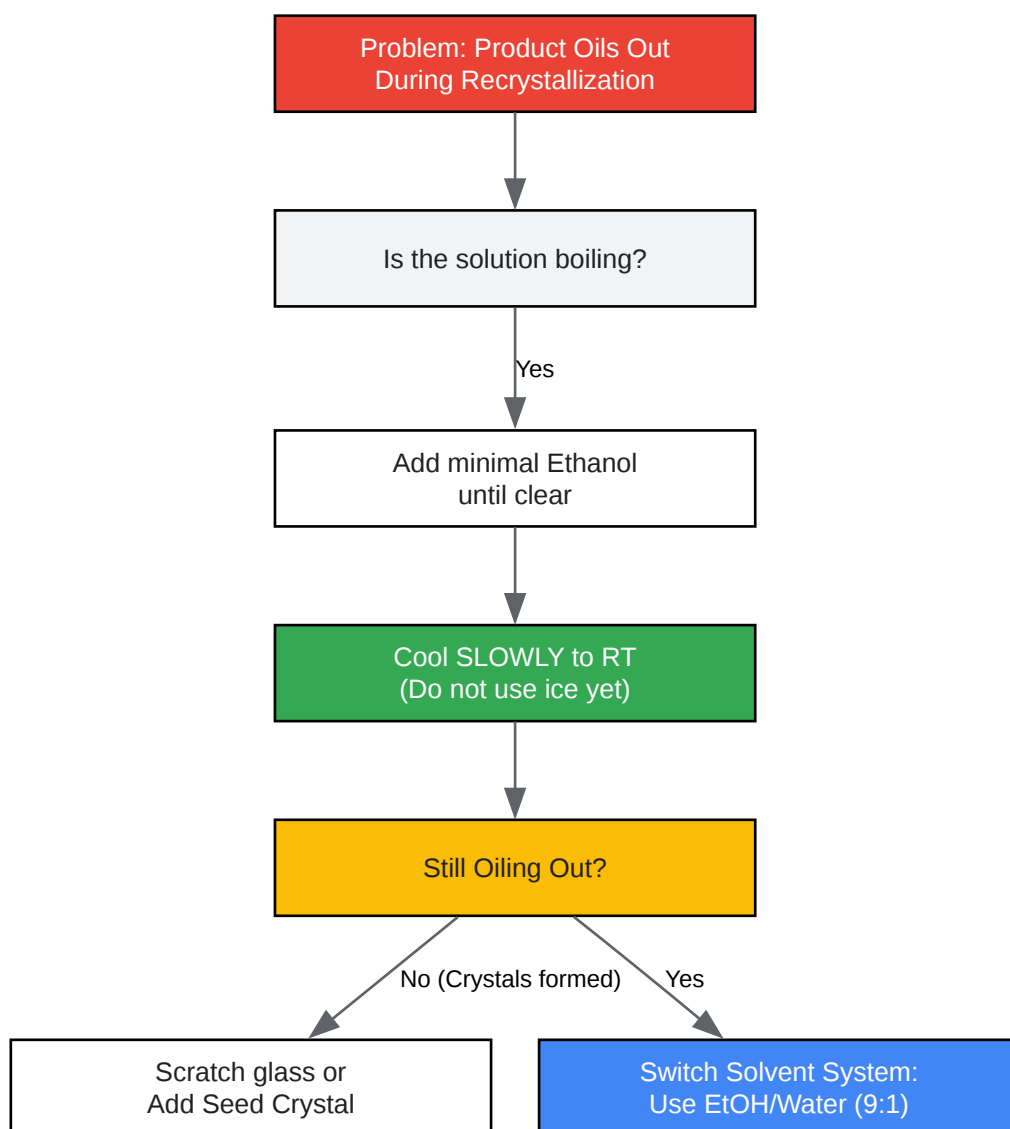 Problem: Product Oils Out
During Recrystallization
Is the solution boiling?
Yes
Add minimal Ethanol
until clear
Cool SLOWLY to RT
(Do not use ice yet)
Still Oiling Out?
No (Crystals formed)
Yes
Scratch glass or
Add Seed Crystal
Switch Solvent System:
Use EtOH/Water (9:1)